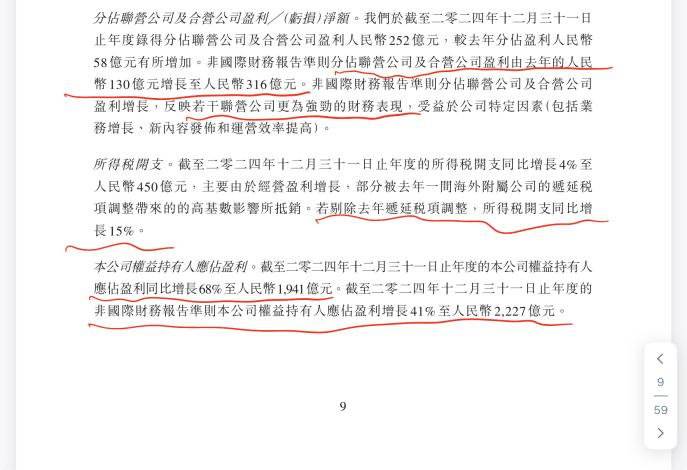 分佔聯營公司及合營公司盈利／(虧損)淨額。我們於截至二零二四年十二月三十一日
止年度錄得分佔聯營公司及合營公司盈利人民幣252億元，較去年分佔盈利人民幣
58億元有所增加。非國際財務報告準則分佔聯營公司及合營公司盈利由去年的人民
幣130億元增長至人民幣316億元。非國際財務報告準則分佔聯營公司及合營公司
盈利增長，反映若干聯營公司更為強勁的財務表現，受益於公司特定因素(包括業
務增長、新內容發佈和運營效率提高)。
所得稅開支。截至二零二四年十二月三十一日止年度的所得稅開支同比增長4%至
人民幣450億元，主要由於經營盈利增長，部分被去年一間海外附屬公司的遞延稅
項調整帶來的的高基數影響所抵銷。若剔除去年遞延稅項調整，所得稅開支同比增
長15%。
本公司權益持有人應佔盈利。截至二零二四年十二月三十一日止年度的本公司權益持有人
應佔盈利同比增長68%至人民幣1,941億元。截至二零二四年十二月三十一日止年度的
非國際財務報告準則本公司權益持有人應佔盈利增長41%至人民幣2,227億元。
9
9
59